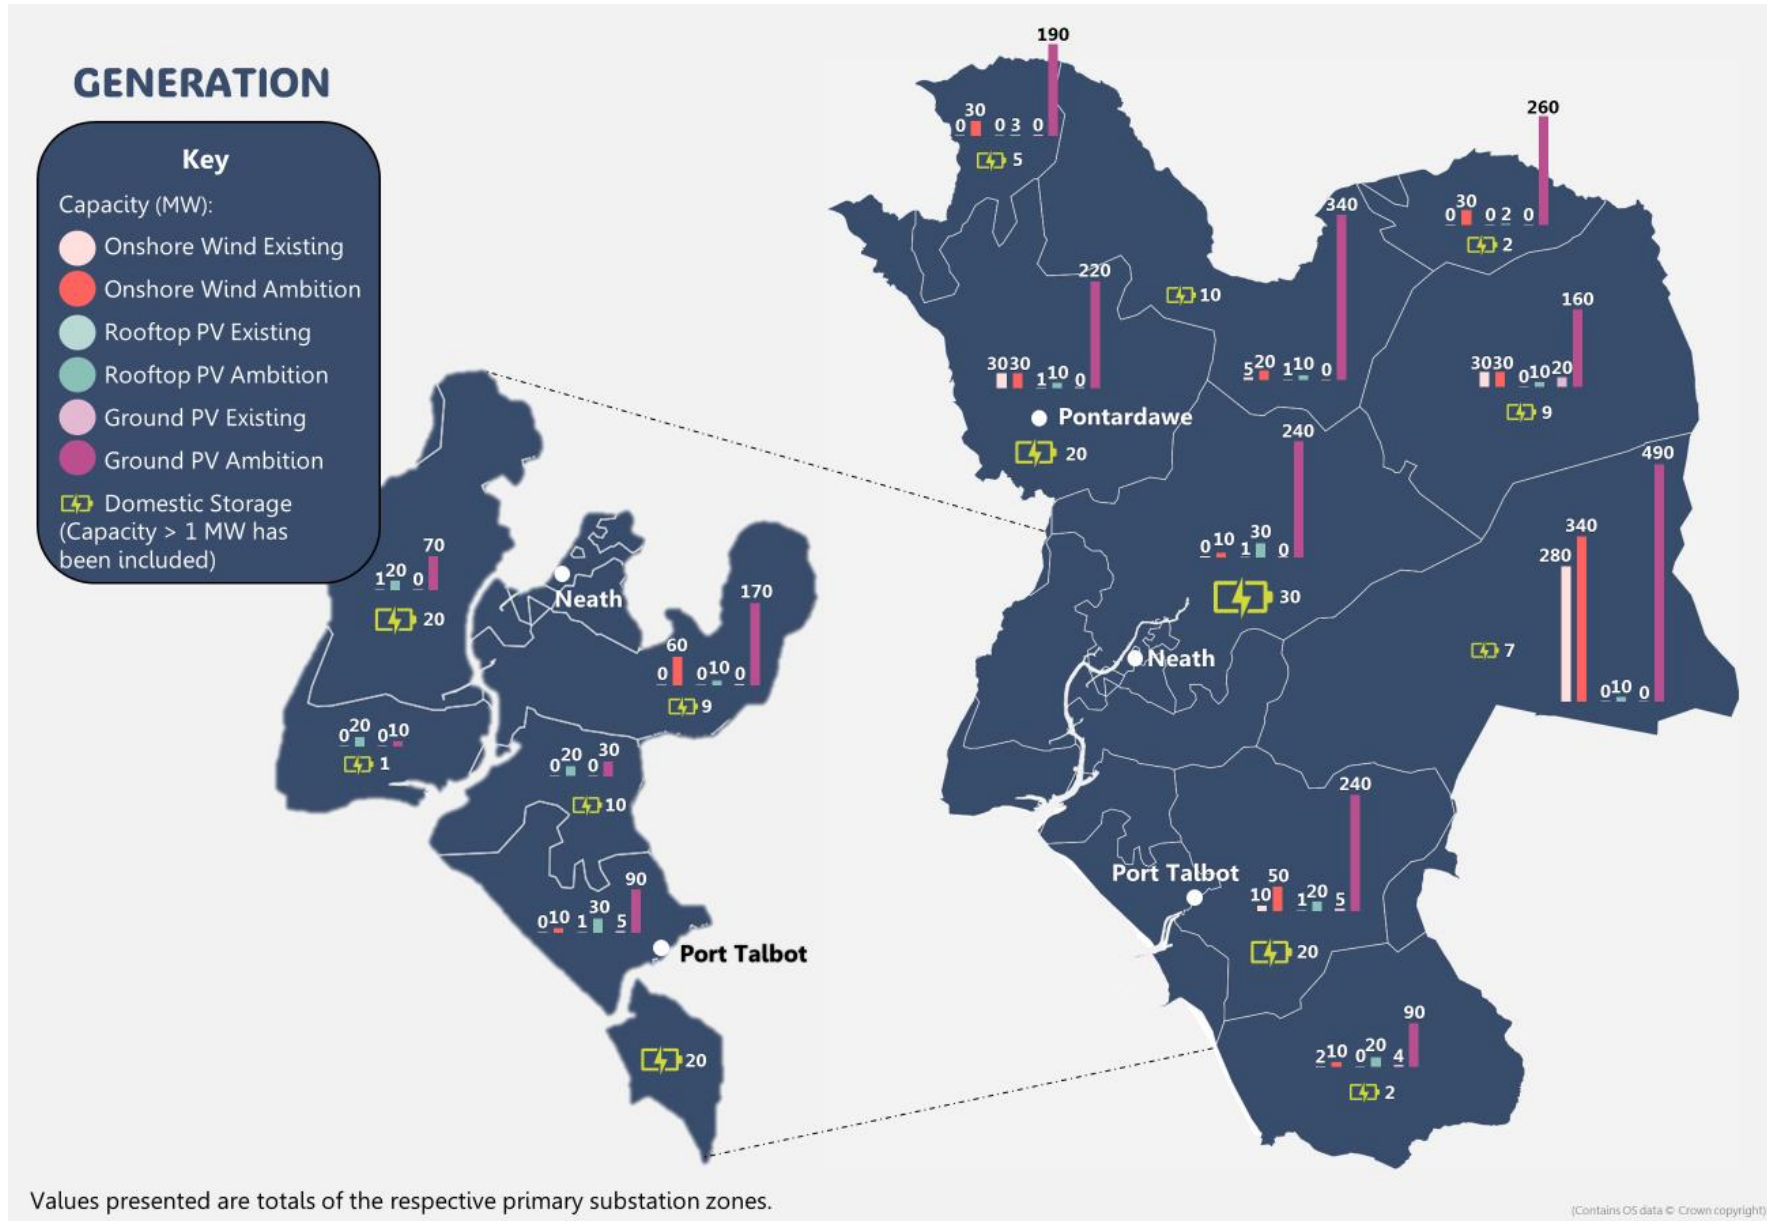 GENERATION
Key
Capacity (MW):
Onshore Wind Existing
Onshore Wind Ambition
Rooftop PV Existing
Rooftop PV Ambition
Ground PV Existing
Ground PV Ambition
Domestic Storage
(Capacity > 1 MW has
been included)
70
1 20 0
20
Neath
170
60
0 0 10 0
9
0 20 0 10
1
0 20 0 30
10
90
0 10 1 30 5
Port Talbot
20
190
30
0 0 3 0
5
260
30
0 0 2 0
2
340
10
5 20 1 10 0
220
30 30 1 10 0
Pontardawe
20
160
30 30 0 10 20
9
240
0 10 1 30 0
30
Neath
490
340
280
0 10 0
7
240
Port Talbot
50
10 1 20 5
20
90
2 10 0 20 4
2
Values presented are totals of the respective primary substation zones.
(Contains OS data © Crown copyright)